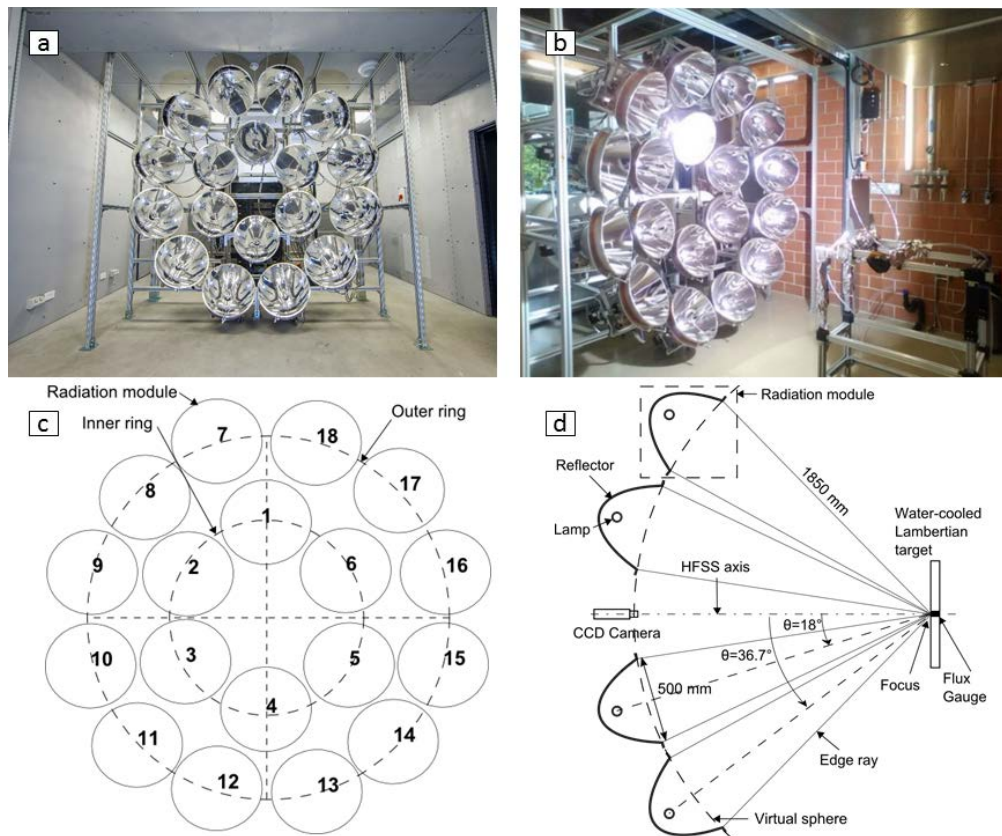 a
b
c
Radiation module
Inner ring
Outer ring
7
18
8
17
1
9
2
6
16
10
3
5
15
4
11
14
12
13
d
Radiation module
Reflector
1850 mm
Lamp
Water-cooled
Lambertian
target
HFSS axis
CCD Camera
θ=18°
θ=36.7°
500 mm
Focus
Flux
Gauge
Edge ray
Virtual sphere